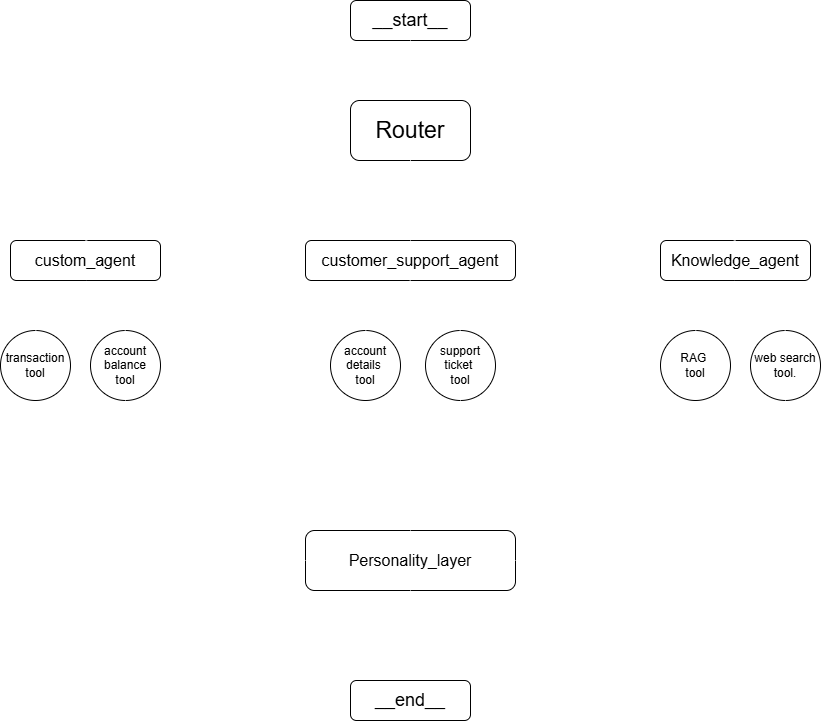 __start__
Router
custom_agent
customer_support_agent
Knowledge_agent
transaction
tool
account
balance
tool
account
details
tool
support
ticket
tool
RAG
tool
web search
tool.
Personality_layer
__end__